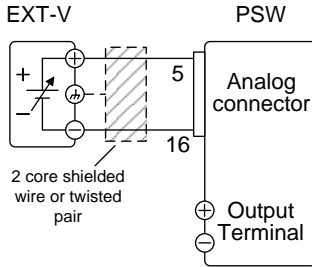 EXT-V PSW
+
−
+
−
5
16
Analog
connector
2 core shielded
wire or twisted
pair
+
−
Output
Terminal